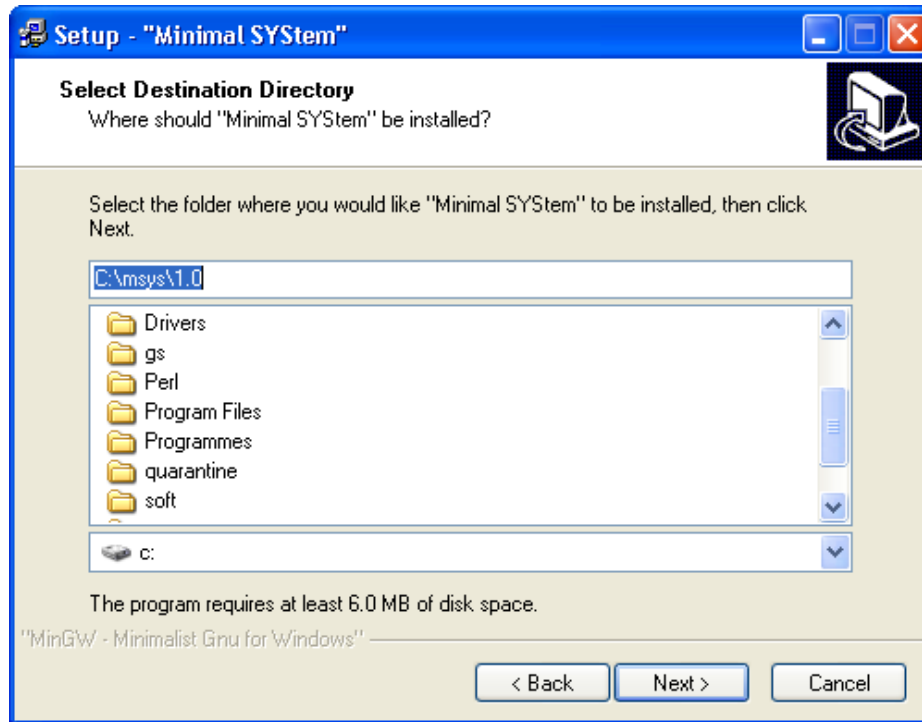 Setup - "Minimal SYStem"
Select Destination Directory
Where should "Minimal SYStem" be installed?
Select the folder where you would like "Minimal SYStem" to be installed, then click
Next.
C:\msys\1.0
Drivers
gs
Perl
Program Files
Programmes
quarantine
soft
c:
The program requires at least 6.0 MB of disk space.
"MinGW - Minimalist Gnu for Windows"
< Back
Next >
Cancel